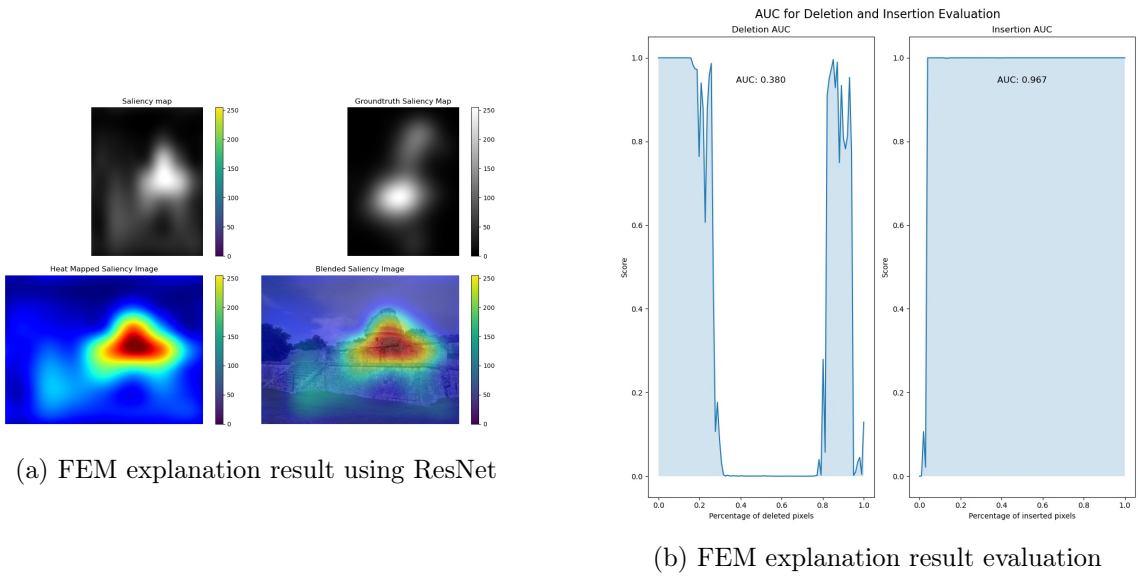 Saliency map
250
200
150
100
50
0
Groundtruth Saliency Map
250
200
150
100
50
0
Heat Mapped Saliency Image
250
200
150
100
50
0
Blended Saliency Image
250
200
150
100
50
0
(a) FEM explanation result using ResNet
AUC for Deletion and Insertion Evaluation
Deletion AUC
AUC: 0.380
Score
1.0
0.8
0.6
0.4
0.2
0.0
0.0 0.2 0.4 0.6 0.8 1.0
Percentage of deleted pixels
Insertion AUC
AUC: 0.967
Score
1.0
0.8
0.6
0.4
0.2
0.0
0.0 0.2 0.4 0.6 0.8 1.0
Percentage of inserted pixels
(b) FEM explanation result evaluation